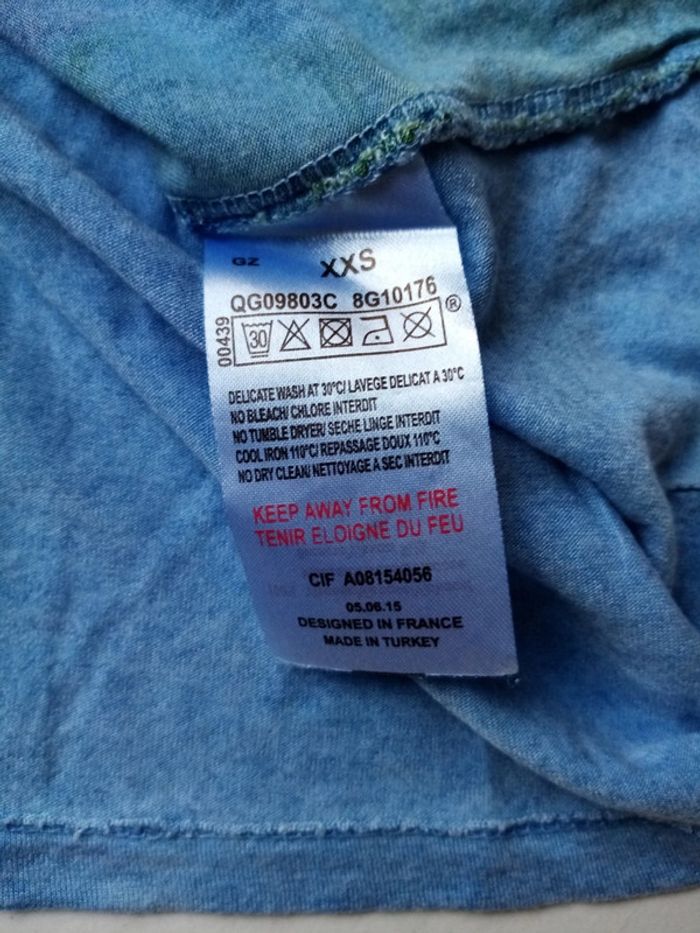 GZ XXS
QG09803C 8G10176
00439
30
®
DELICATE WASH AT 30°C/ LAVEGE DELICAT A 30°C
NO BLEACH/ CHLORE INTERDIT
NO TUMBLE DRYER/ SECHE LINGE INTERDIT
COOL IRON 110°C/ REPASSAGE DOUX 110°C
NO DRY CLEAN/ NETTOYAGE A SEC INTERDIT
KEEP AWAY FROM FIRE
TENIR ELOIGNE DU FEU
CIF A08154056
05.06.15
DESIGNED IN FRANCE
MADE IN TURKEY